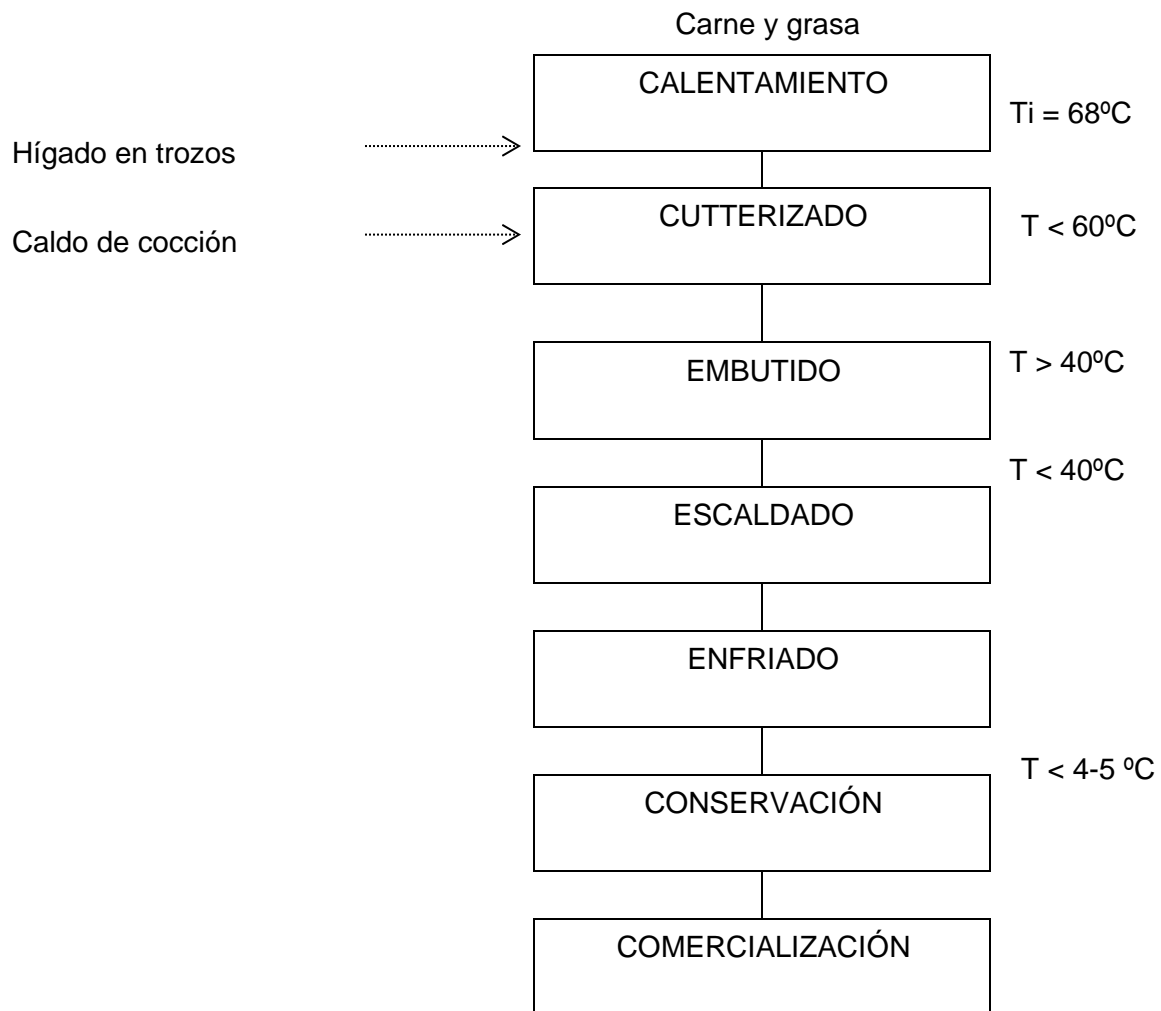 Carne y grasa
CALENTAMIENTO
Ti = 68ºC
Hígado en trozos
CUTTERIZADO
T < 60ºC
Caldo de cocción
EMBUTIDO
T > 40ºC
T < 40ºC
ESCALDADO
ENFRIADO
T < 4-5 ºC
CONSERVACIÓN
COMERCIALIZACIÓN